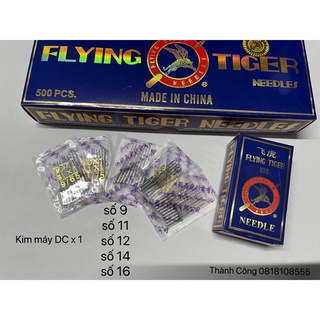 FLYING TIGER
NEEDLES
500 PCS.
MADE IN CHINA
FLYING TIGER NEEDLES
飞虎
FLYING TIGER
NEEDLE
Kim máy DC x 1
số 9
số 11
số 12
số 14
số 16
Thành Công 0818108555